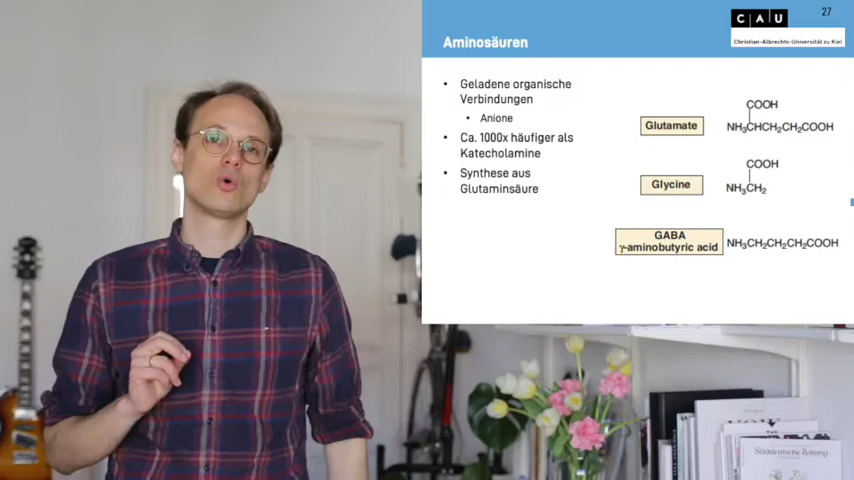 27
C A U
Christian-Albrechts-Universität zu Kiel
Aminosäuren
• Geladene organische
Verbindungen
• Anione
• Ca. 1000x häufiger als
Katecholamine
• Synthese aus
Glutaminsäure
COOH
Glutamate
NH₃CHCH₂CH₂COOH
COOH
Glycine
NH₃CH₂
GABA
γ-aminobutyric acid
NH₃CH₂CH₂CH₂COOH
Süddeutsche Zeitung